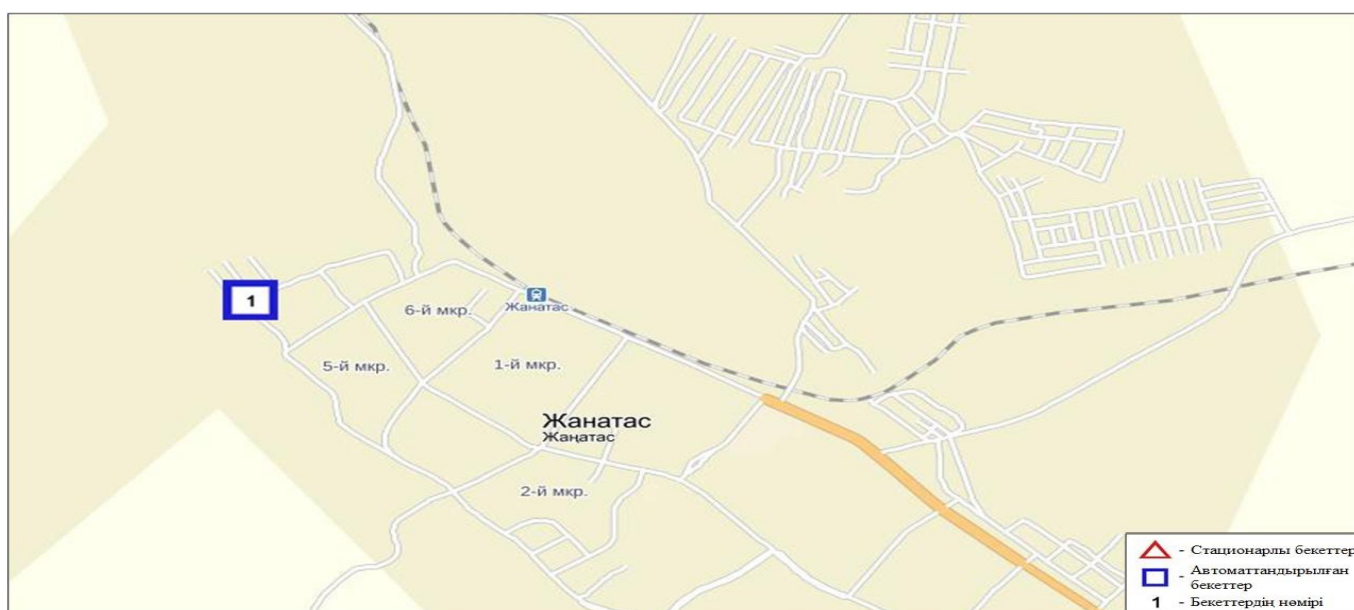 1
Жанатас
6-й мкр.
5-й мкр.
1-й мкр.
Жанатас
Жаңатас
2-й мкр.
- Стационарлы бекеттер
- Автоматтандырылған
бекеттер
1 - Бекеттердің нөмірі